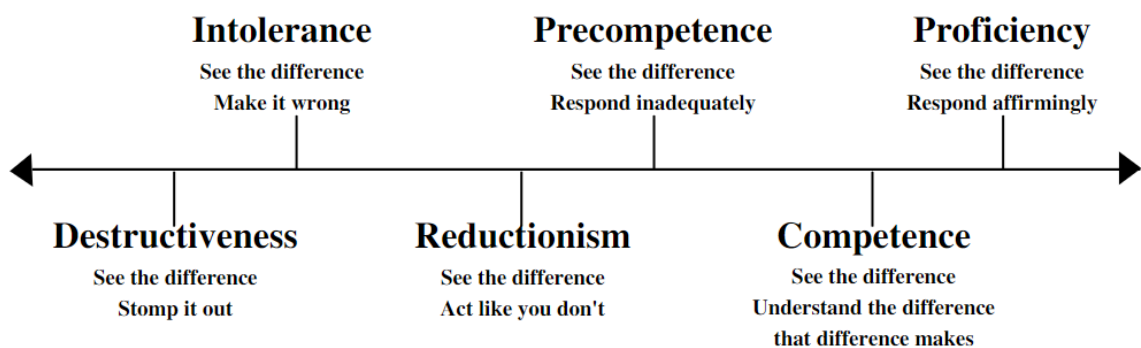 Intolerance
See the difference
Make it wrong
Precompetence
See the difference
Respond inadequately
Proficiency
See the difference
Respond affirmingly
Destructiveness
See the difference
Stomp it out
Reductionism
See the difference
Act like you don't
Competence
See the difference
Understand the difference
that difference makes